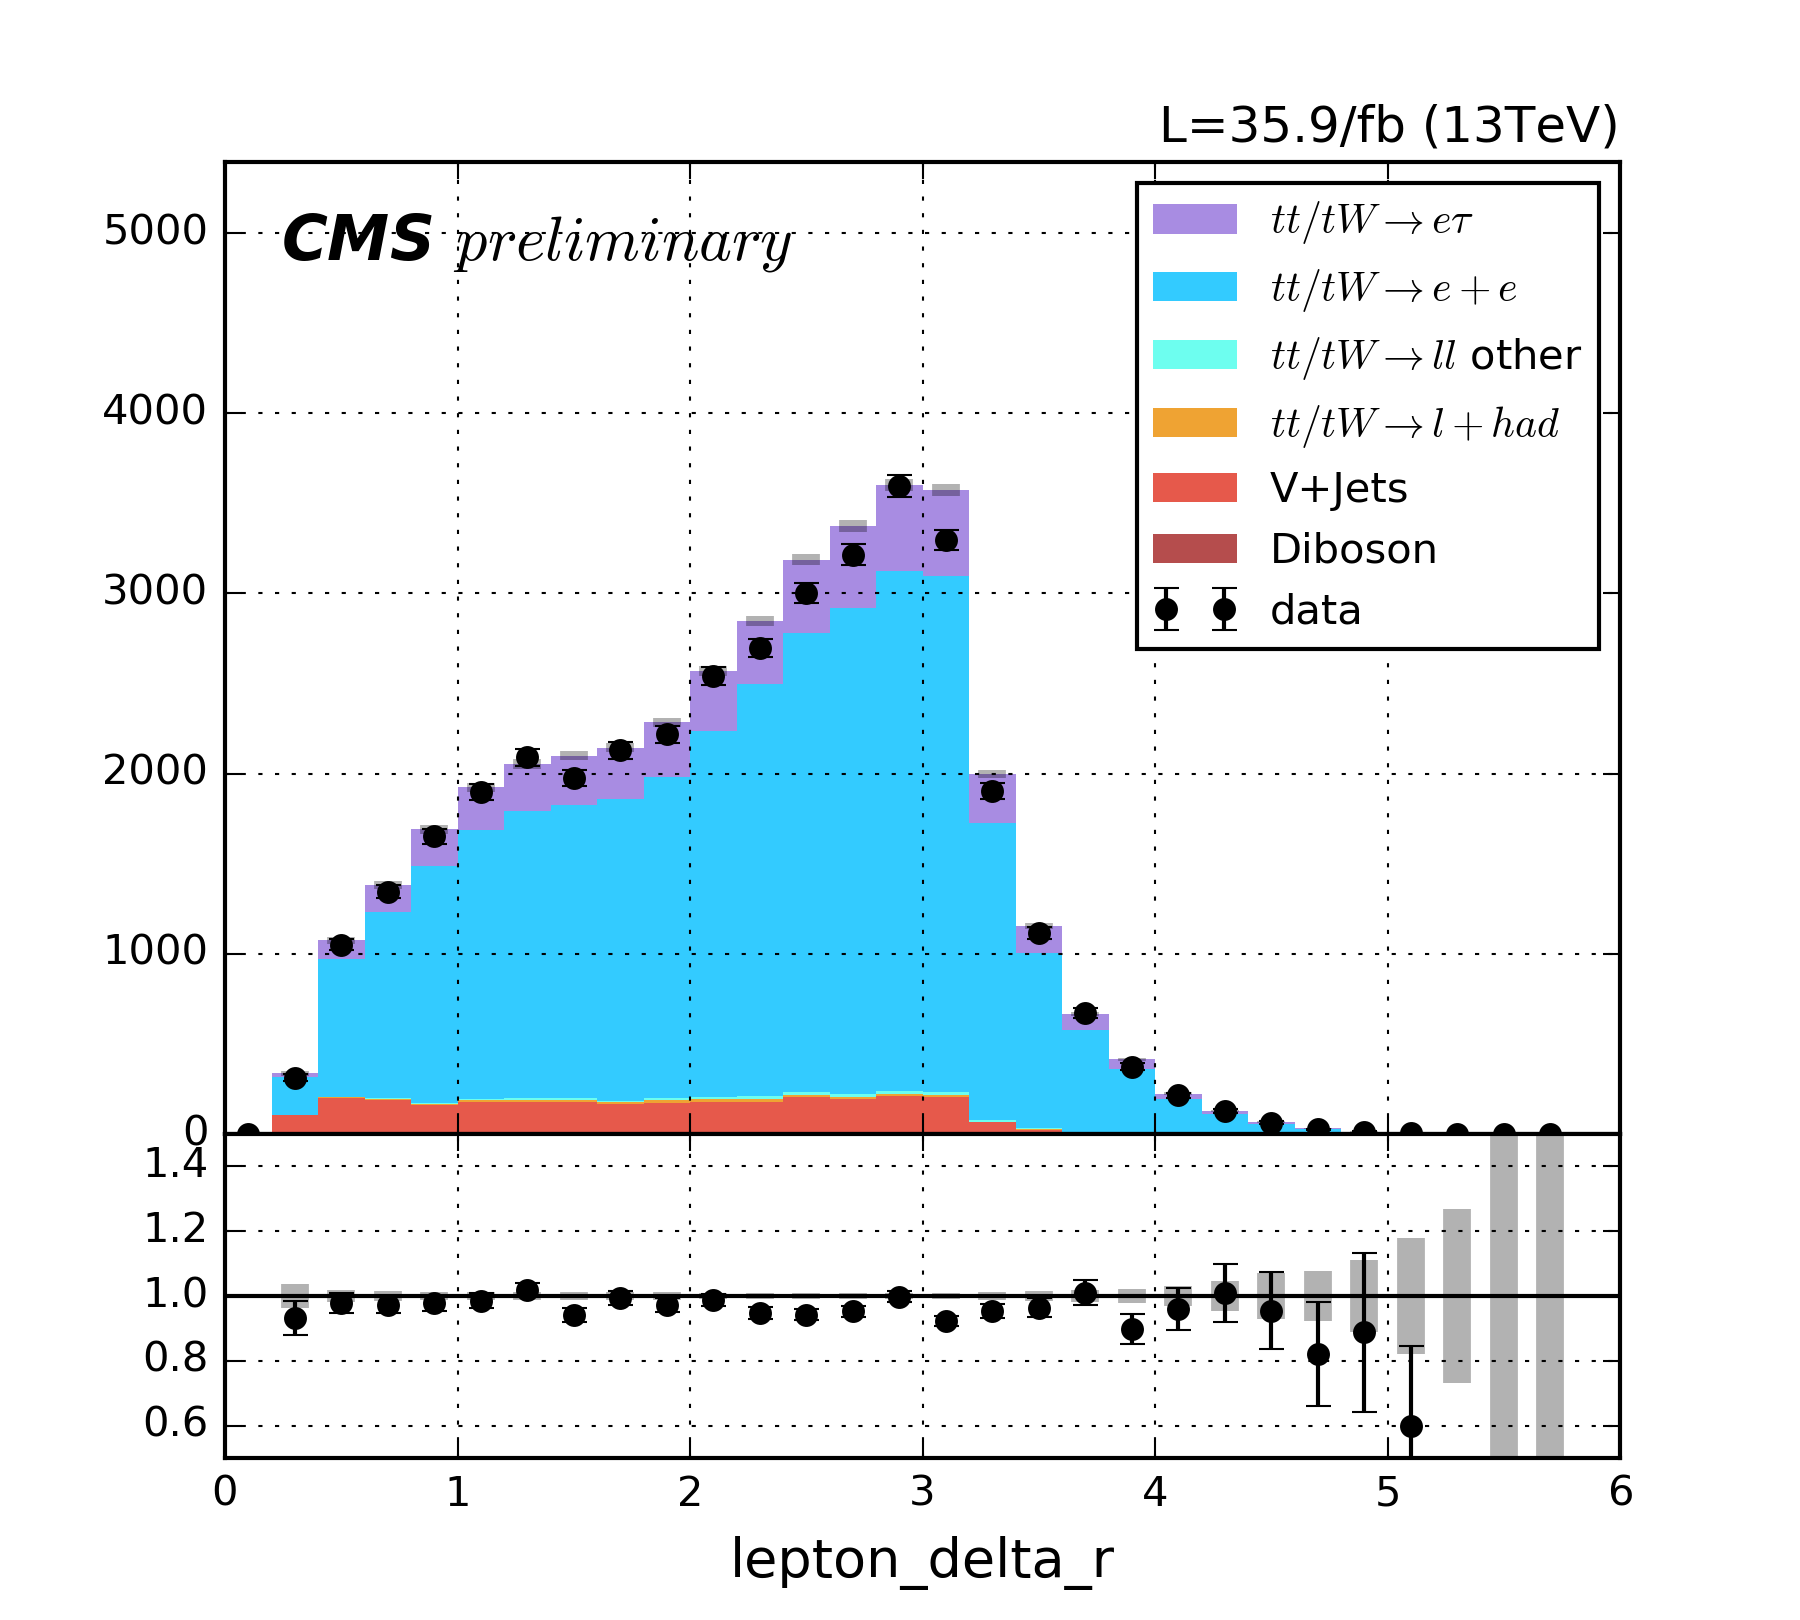 L=35.9/fb (13TeV)
CMS preliminary
tt/tW→eτ
tt/tW→e+e
tt/tW→ll other
tt/tW→l+had
V+Jets
Diboson
data
5000
4000
3000
2000
1000
0
1.4
1.2
1.0
0.8
0.6
0 1 2 3 4 5 6
lepton_delta_r